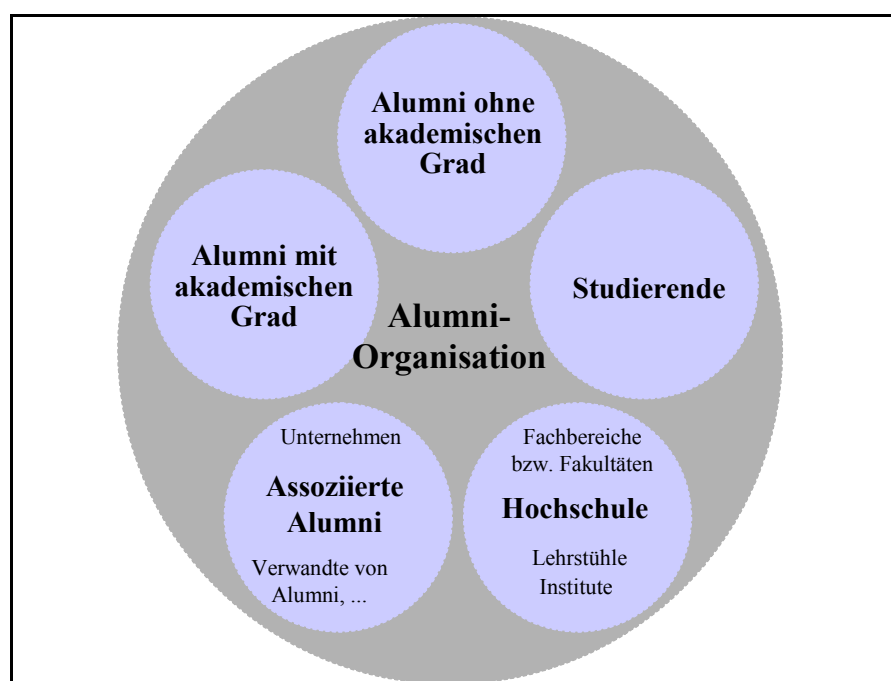 Alumni ohne
akademischen
Grad
Alumni mit
akademischen
Grad
Studierende
Alumni-
Organisation
Unternehmen
Assoziierte
Alumni
Verwandte von
Alumni, ...
Fachbereiche
bzw. Fakultäten
Hochschule
Lehrstühle
Institute